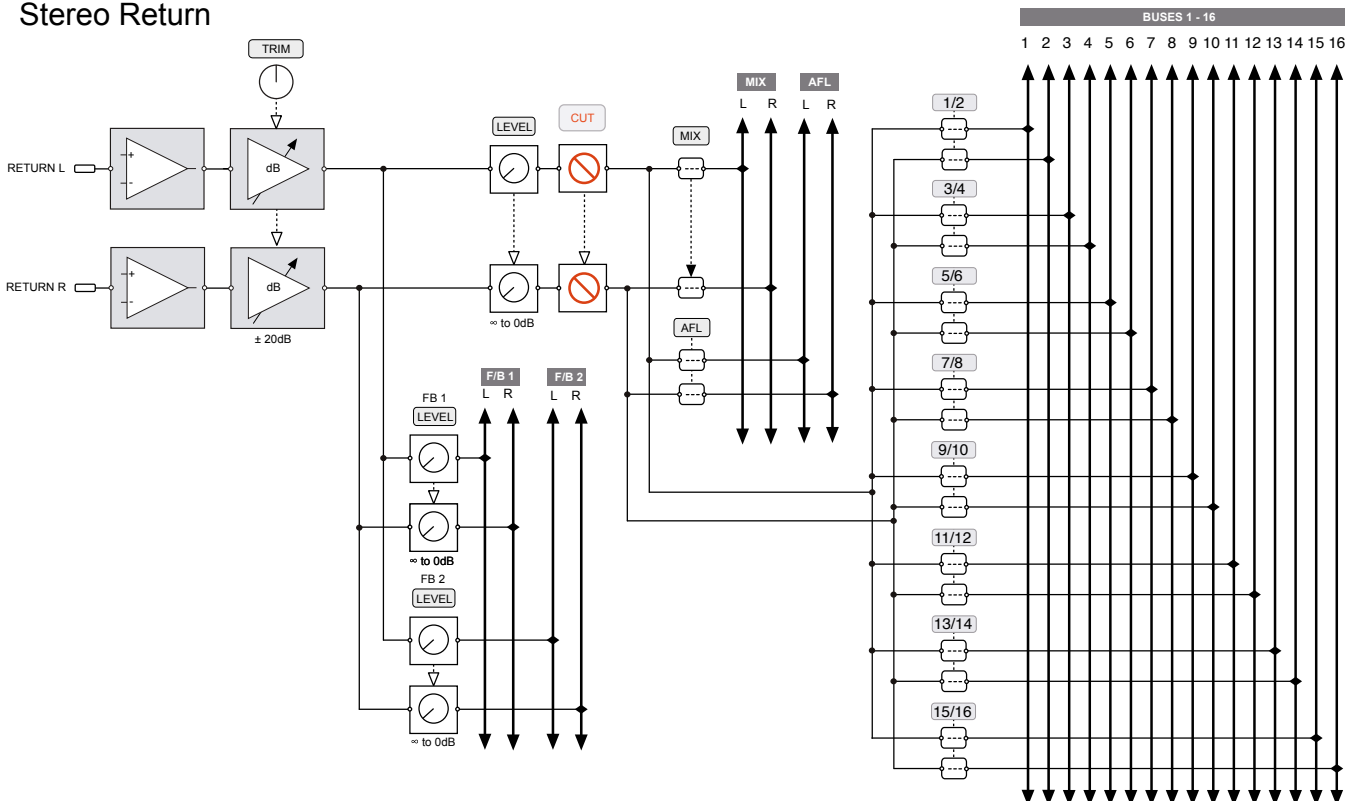 Stereo Return
BUSES 1 - 16
1 2 3 4 5 6 7 8 9 10 11 12 13 14 15 16
TRIM
MIX AFL
L R L R
LEVEL CUT MIX
1/2
RETURN L
+
-
dB
3/4
RETURN R
+
-
dB
± 20dB
∞ to 0dB
5/6
AFL
7/8
F/B 1 F/B 2
L R L R
FB 1
LEVEL
9/10
∞ to 0dB
11/12
FB 2
LEVEL
13/14
15/16
∞ to 0dB